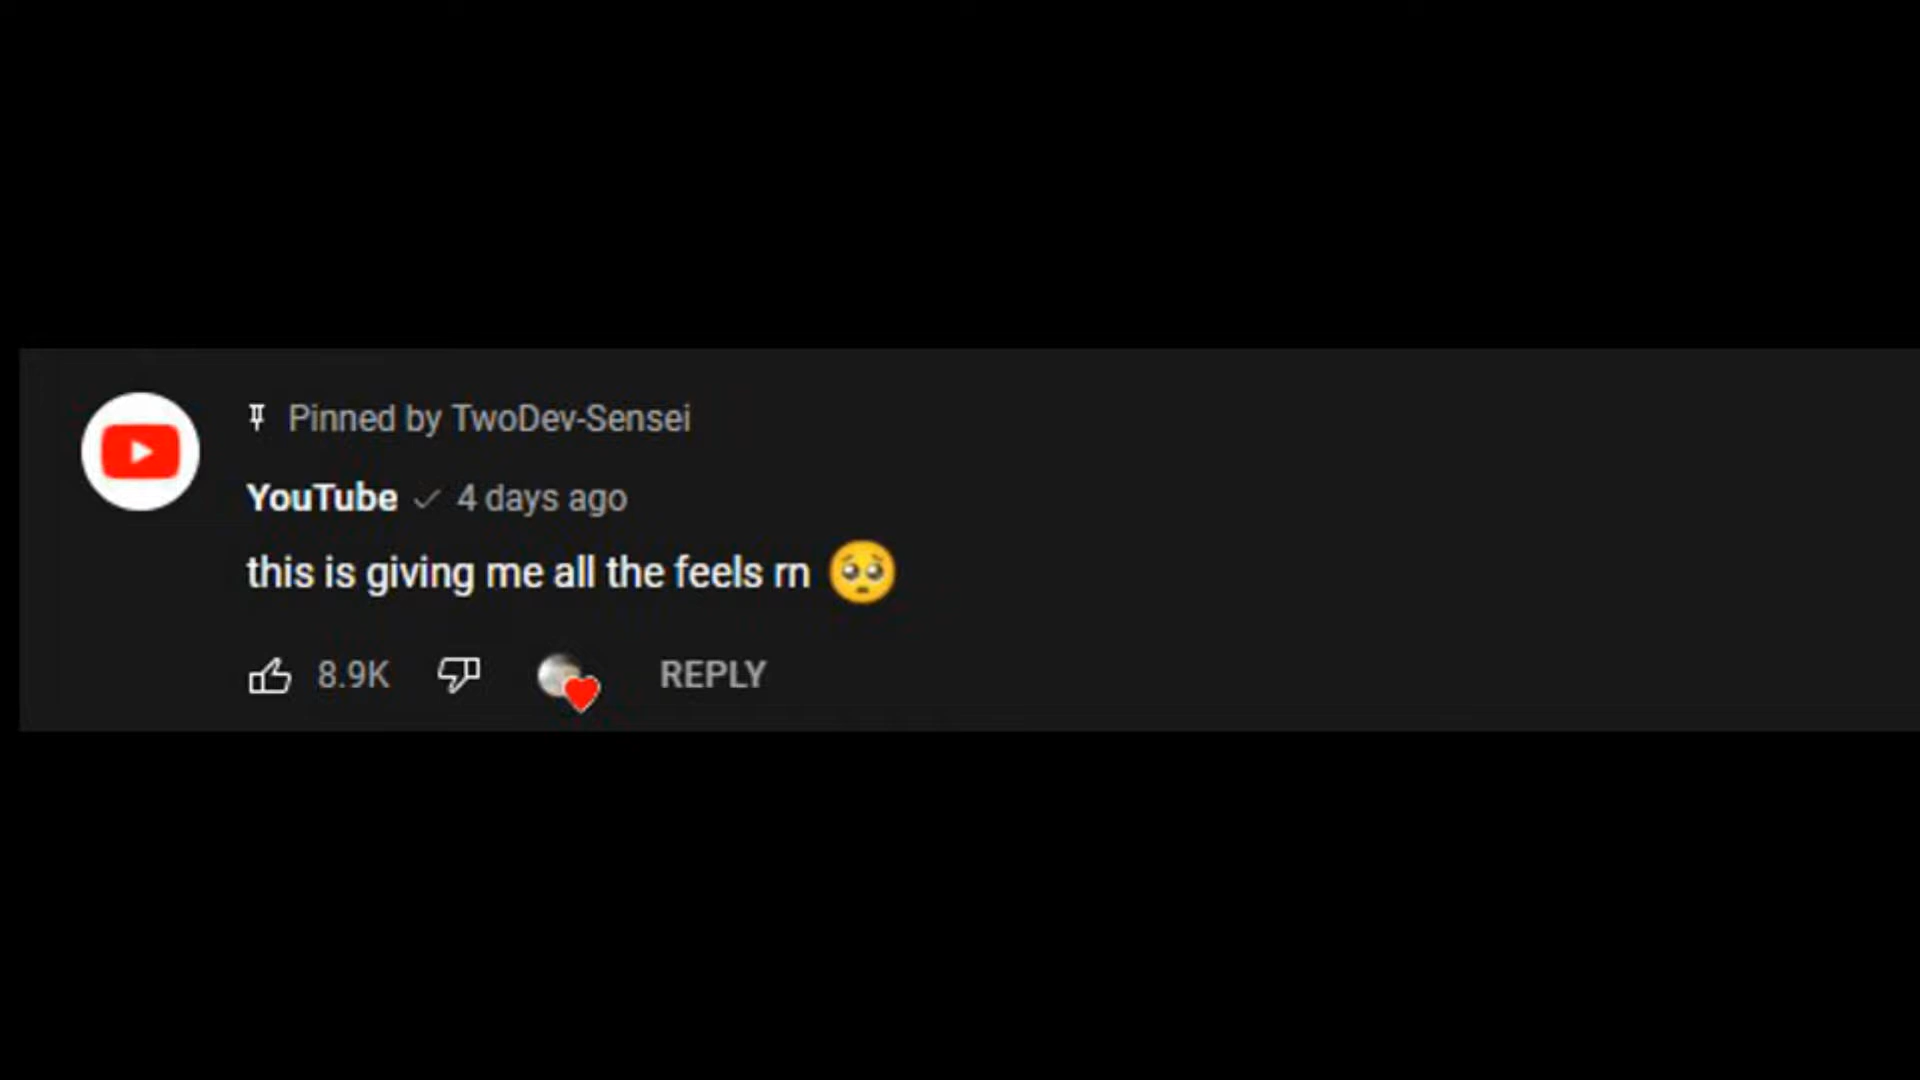 Pinned by TwoDev-Sensei
YouTube ✓ 4 days ago
this is giving me all the feels rn 🥺
8.9K REPLY